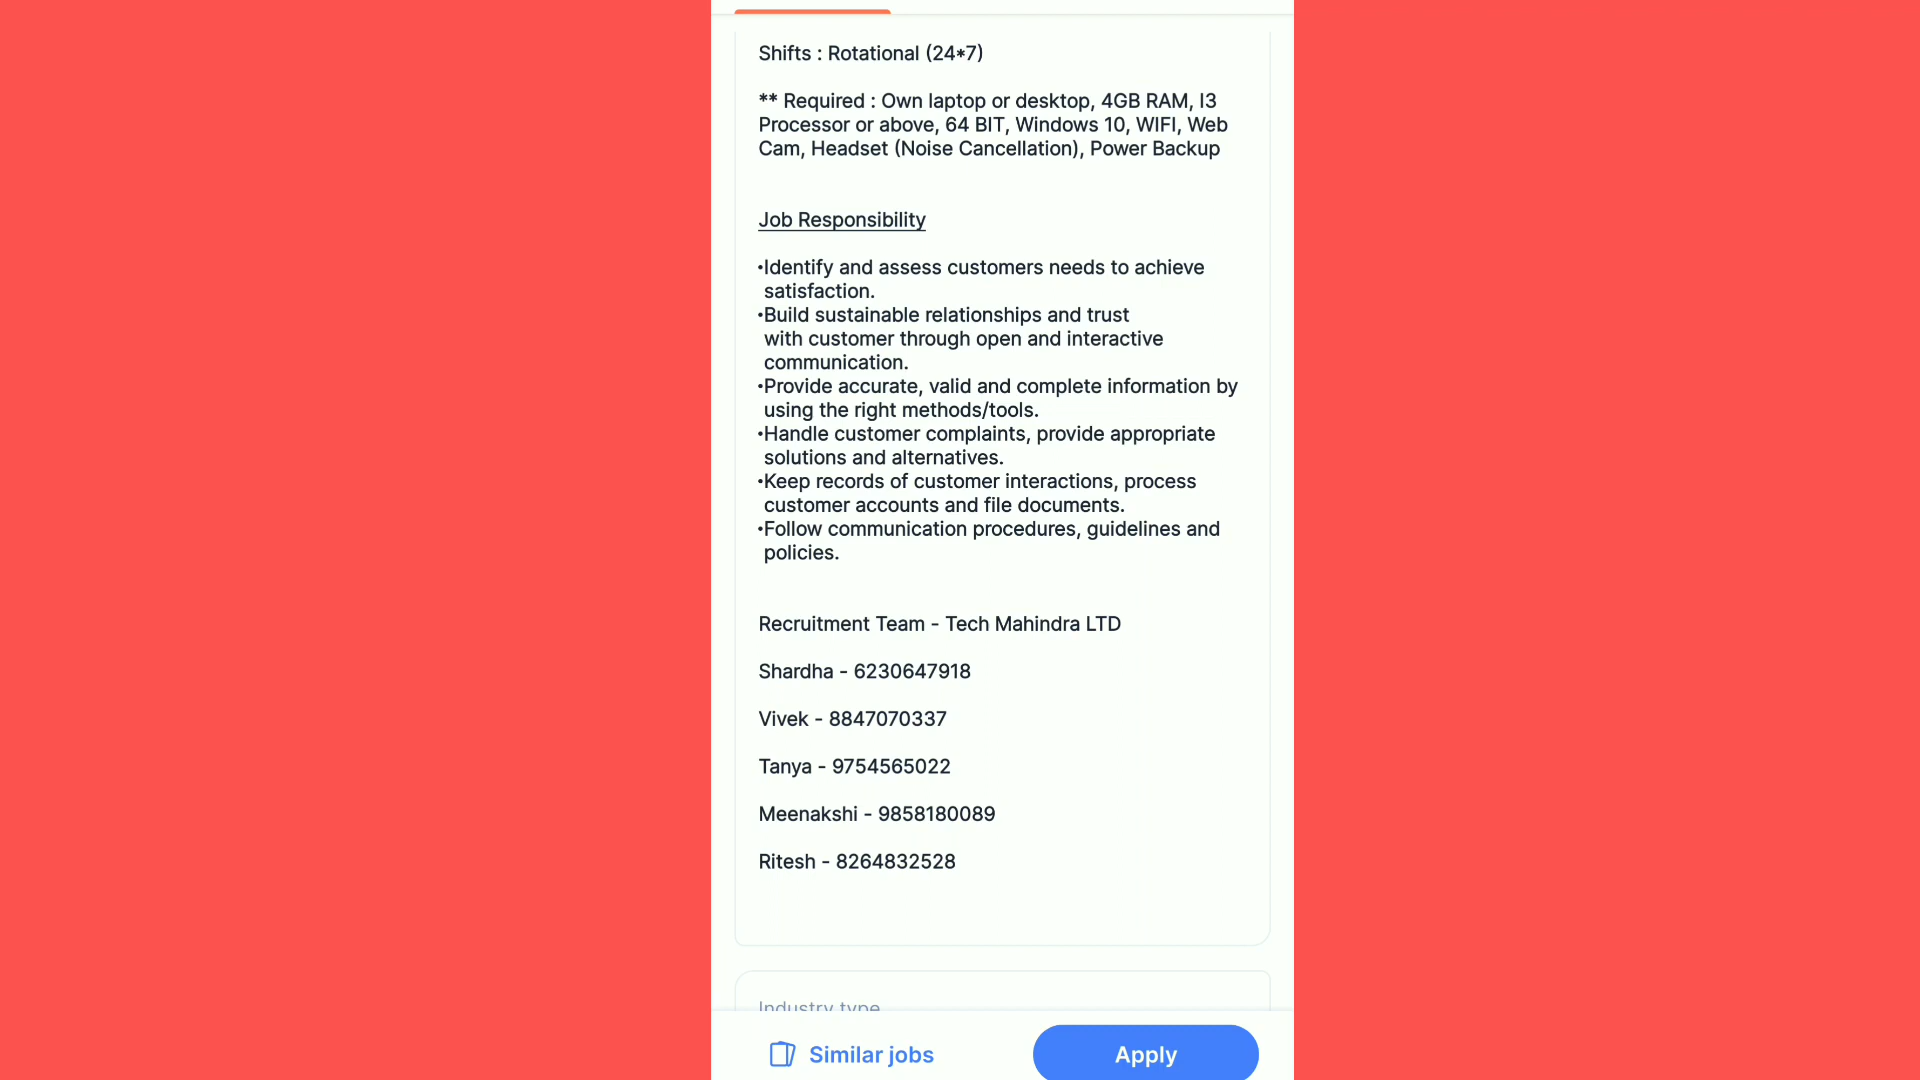 Shifts : Rotational (24*7)
** Required : Own laptop or desktop, 4GB RAM, I3
Processor or above, 64 BIT, Windows 10, WIFI, Web
Cam, Headset (Noise Cancellation), Power Backup
Job Responsibility
•Identify and assess customers needs to achieve
satisfaction.
•Build sustainable relationships and trust
with customer through open and interactive
communication.
•Provide accurate, valid and complete information by
using the right methods/tools.
•Handle customer complaints, provide appropriate
solutions and alternatives.
•Keep records of customer interactions, process
customer accounts and file documents.
•Follow communication procedures, guidelines and
policies.
Recruitment Team - Tech Mahindra LTD
Shardha - 6230647918
Vivek - 8847070337
Tanya - 9754565022
Meenakshi - 9858180089
Ritesh - 8264832528
Industry type
Similar jobs
Apply